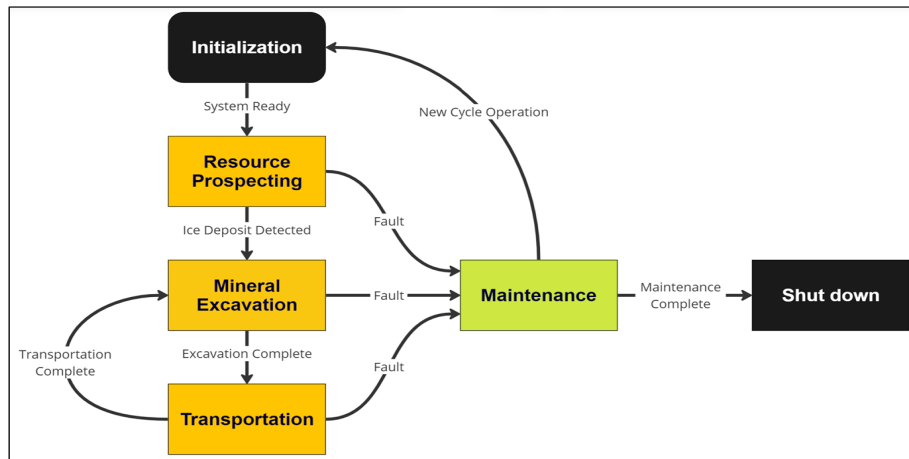 Initialization
System Ready
New Cycle Operation
Resource
Prospecting
Fault
Ice Deposit Detected
Mineral
Excavation
Fault
Maintenance
Maintenance
Complete
Shut down
Transportation
Complete
Excavation Complete
Fault
Transportation